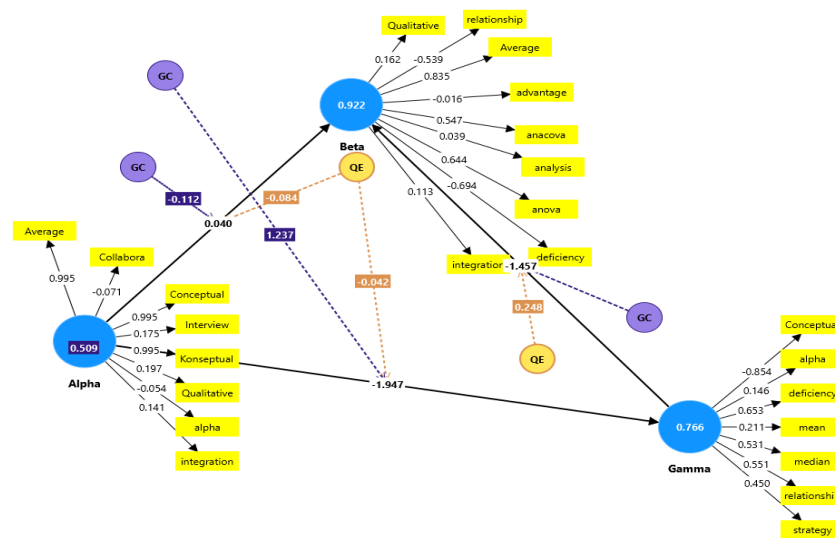 Qualitative
relationship
Average
advantage
anacova
analysis
anova
deficiency
integration
0.162
-0.539
0.835
-0.016
0.547
0.039
0.644
-0.694
0.113
0.922
Beta
GC
GC
QE
-0.112
-0.084
0.040
1.237
-0.042
-1.457
0.248
GC
QE
-1.947
Average
Collabora
Conceptual
Interview
Konseptual
Qualitative
alpha
integration
0.995
-0.071
0.995
0.175
0.995
0.197
-0.054
0.141
0.509
Alpha
0.766
Gamma
Conceptua
alpha
deficiency
mean
median
relationshi
strategy
-0.854
0.146
0.653
0.211
0.531
0.551
0.450